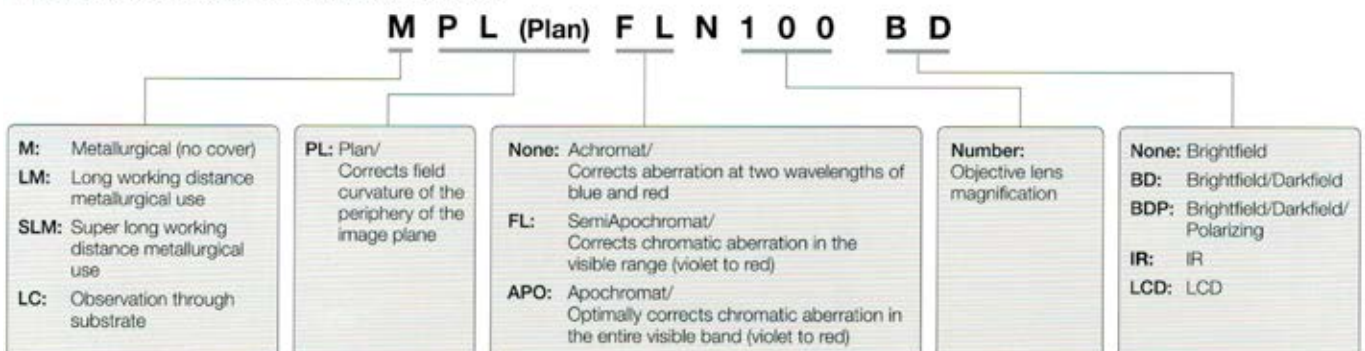 M P L (Plan) F L N 1 0 0 B D
M: Metallurgical (no cover)
LM: Long working distance
metallurgical use
SLM: Super long working
distance metallurgical
use
LC: Observation through
substrate
PL: Plan/
Corrects field
curvature of the
periphery of the
image plane
None: Achromat/
Corrects aberration at two wavelengths of
blue and red
FL: SemiApochromat/
Corrects chromatic aberration in the
visible range (violet to red)
APO: Apochromat/
Optimally corrects chromatic aberration in
the entire visible band (violet to red)
Number:
Objective lens
magnification
None: Brightfield
BD: Brightfield/Darkfield
BDP: Brightfield/Darkfield/
Polarizing
IR: IR
LCD: LCD